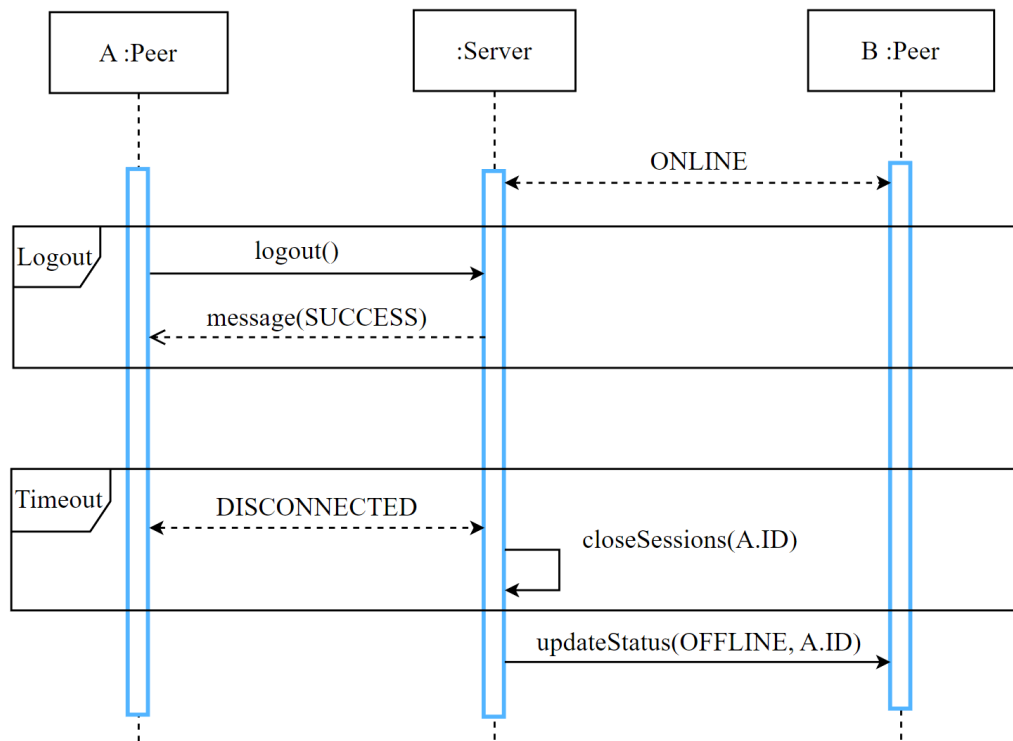 A :Peer
:Server
B :Peer
ONLINE
Logout
logout()
message(SUCCESS)
Timeout
DISCONNECTED
closeSessions(A.ID)
updateStatus(OFFLINE, A.ID)